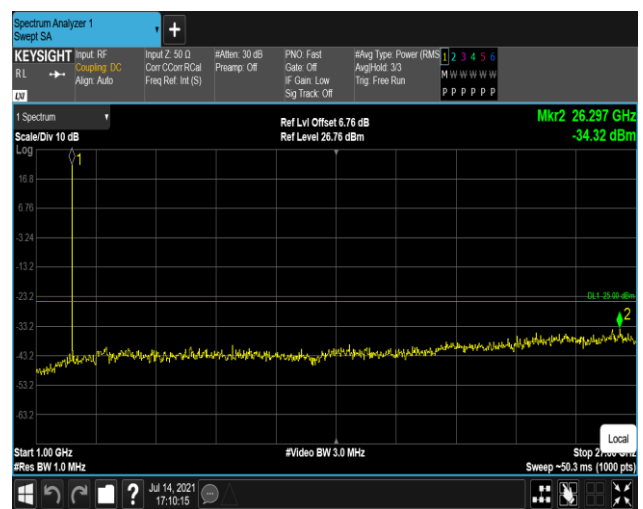 Spectrum Analyzer 1
Swept SA
+
KEYSIGHT Input: RF Input Z: 50 Ω #Atten: 30 dB PNO: Fast #Avg Type: Power (RMS 1 2 3 4 5 6
RL Coupling: DC Corr CCorr RCal Preamp: Off Gate: Off Avg|Hold: 3/3 M W W W W W
Align: Auto Freq Ref: Int (S) IF Gain: Low Trig: Free Run
LXI Sig Track: Off P P P P P P
1 Spectrum Ref Lvl Offset 6.76 dB Mkr2 26.297 GHz
Scale/Div 10 dB Ref Level 26.76 dBm -34.32 dBm
Log
1
16.8
6.76
-3.24
-13.2
-23.2 DL1 -25.00 dBm
2
-33.2
-43.2
-53.2
-63.2
Local
Start 1.00 GHz #Video BW 3.0 MHz Stop 27.00 GHz
#Res BW 1.0 MHz Sweep ~50.3 ms (1000 pts)
? Jul 14, 2021
17:10:15